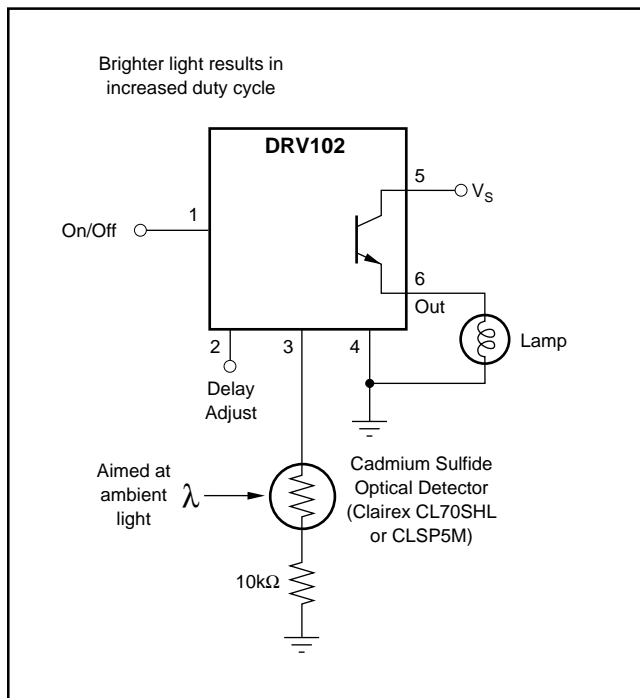 Brighter light results in
increased duty cycle
DRV102
5
V_S
1
On/Off
6
Out
2
3
4
Lamp
Delay
Adjust
Aimed at
ambient
light
λ
Cadmium Sulfide
Optical Detector
(Clairex CL70SHL
or CLSP5M)
10kΩ